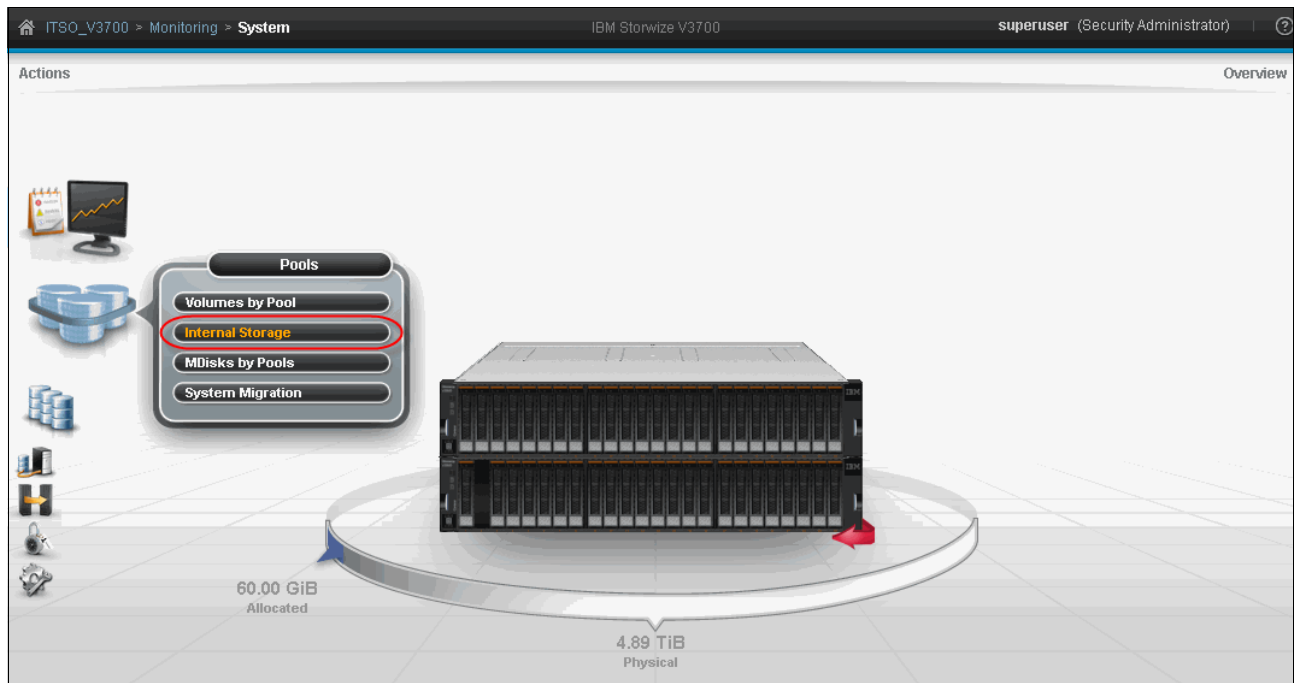 ITSO_V3700 > Monitoring > System IBM Storwize V3700 superuser (Security Administrator) | ?
Actions Overview
Pools
Volumes by Pool
Internal Storage
MDisks by Pools
System Migration
IBM
IBM
60.00 GiB
Allocated
4.89 TiB
Physical